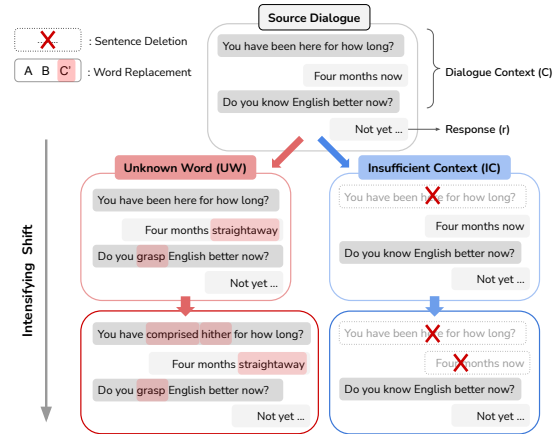 Source Dialogue
: Sentence Deletion
A B C' : Word Replacement
You have been here for how long?
Four months now
Do you know English better now?
Not yet ...
Dialogue Context (C)
Response (r)
Intensifying Shift
Unknown Word (UW)
You have been here for how long?
Four months straightaway
Do you grasp English better now?
Not yet ...
Insufficient Context (IC)
You have been here for how long?
Four months now
Do you know English better now?
Not yet ...
You have comprised hither for how long?
Four months straightaway
Do you grasp English better now?
Not yet ...
You have been here for how long?
Four months now
Do you know English better now?
Not yet ...